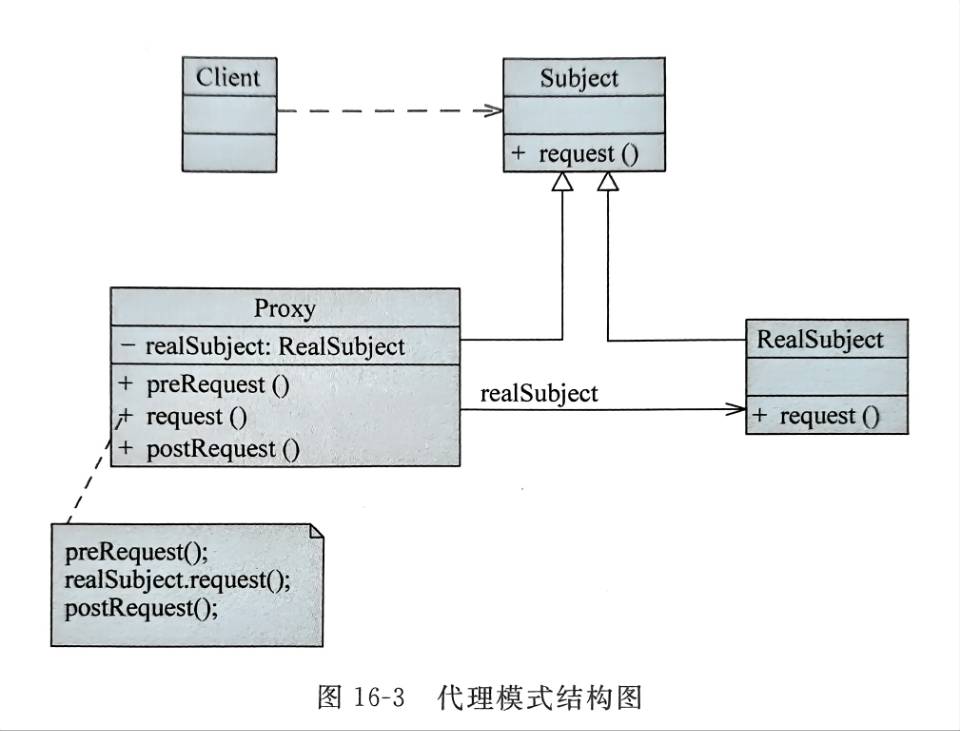 Client
Subject
+ request ()
Proxy
− realSubject: RealSubject
+ preRequest ()
+ request ()
+ postRequest ()
realSubject
RealSubject
+ request ()
preRequest();
realSubject.request();
postRequest();
图 16-3 代理模式结构图